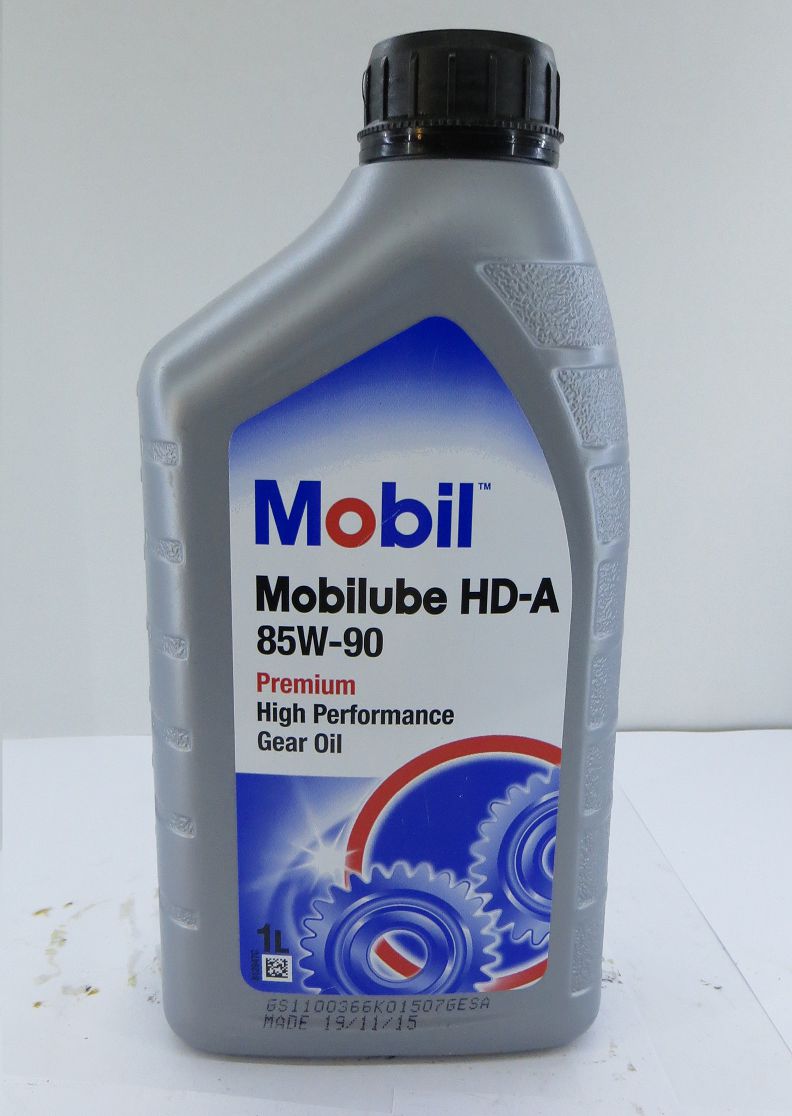 Mobil™
Mobilube HD-A
85W-90
Premium
High Performance
Gear Oil
1L
GS1100366K01507GESA
MADE 19/11/15